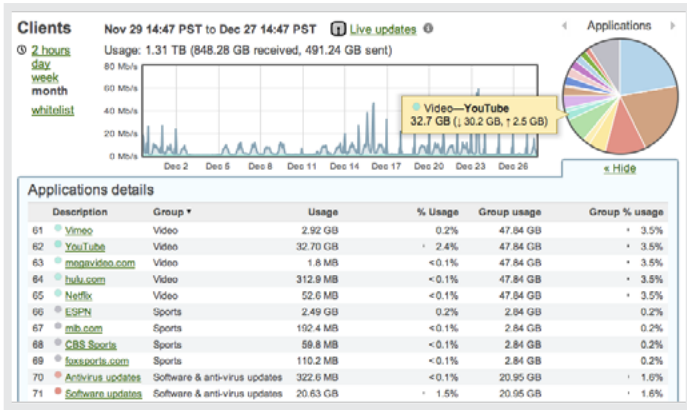 Clients
Nov 29 14:47 PST to Dec 27 14:47 PST Live updates
Applications
2 hours
day
week
month
whitelist
Usage: 1.31 TB (848.28 GB received, 491.24 GB sent)
80 Mb/s
60 Mb/s
40 Mb/s
20 Mb/s
0 Mb/s
Video—YouTube
32.7 GB (↓ 30.2 GB, ↑ 2.5 GB)
Dec 2 Dec 5 Dec 8 Dec 11 Dec 14 Dec 17 Dec 20 Dec 23 Dec 26
« Hide
Applications details
Description Group ▾ Usage % Usage Group usage Group % usage
61 Vimeo Video 2.92 GB 0.2% 47.84 GB 3.5%
62 YouTube Video 32.70 GB 2.4% 47.84 GB 3.5%
63 megavideo.com Video 1.8 MB <0.1% 47.84 GB 3.5%
64 hulu.com Video 312.9 MB <0.1% 47.84 GB 3.5%
65 Netflix Video 52.6 MB <0.1% 47.84 GB 3.5%
66 ESPN Sports 2.49 GB 0.2% 2.84 GB 0.2%
67 mlb.com Sports 192.4 MB <0.1% 2.84 GB 0.2%
68 CBS Sports Sports 59.8 MB <0.1% 2.84 GB 0.2%
69 foxsports.com Sports 110.2 MB <0.1% 2.84 GB 0.2%
70 Antivirus updates Software & anti-virus updates 322.6 MB <0.1% 20.95 GB 1.6%
71 Software updates Software & anti-virus updates 20.63 GB 1.5% 20.95 GB 1.6%